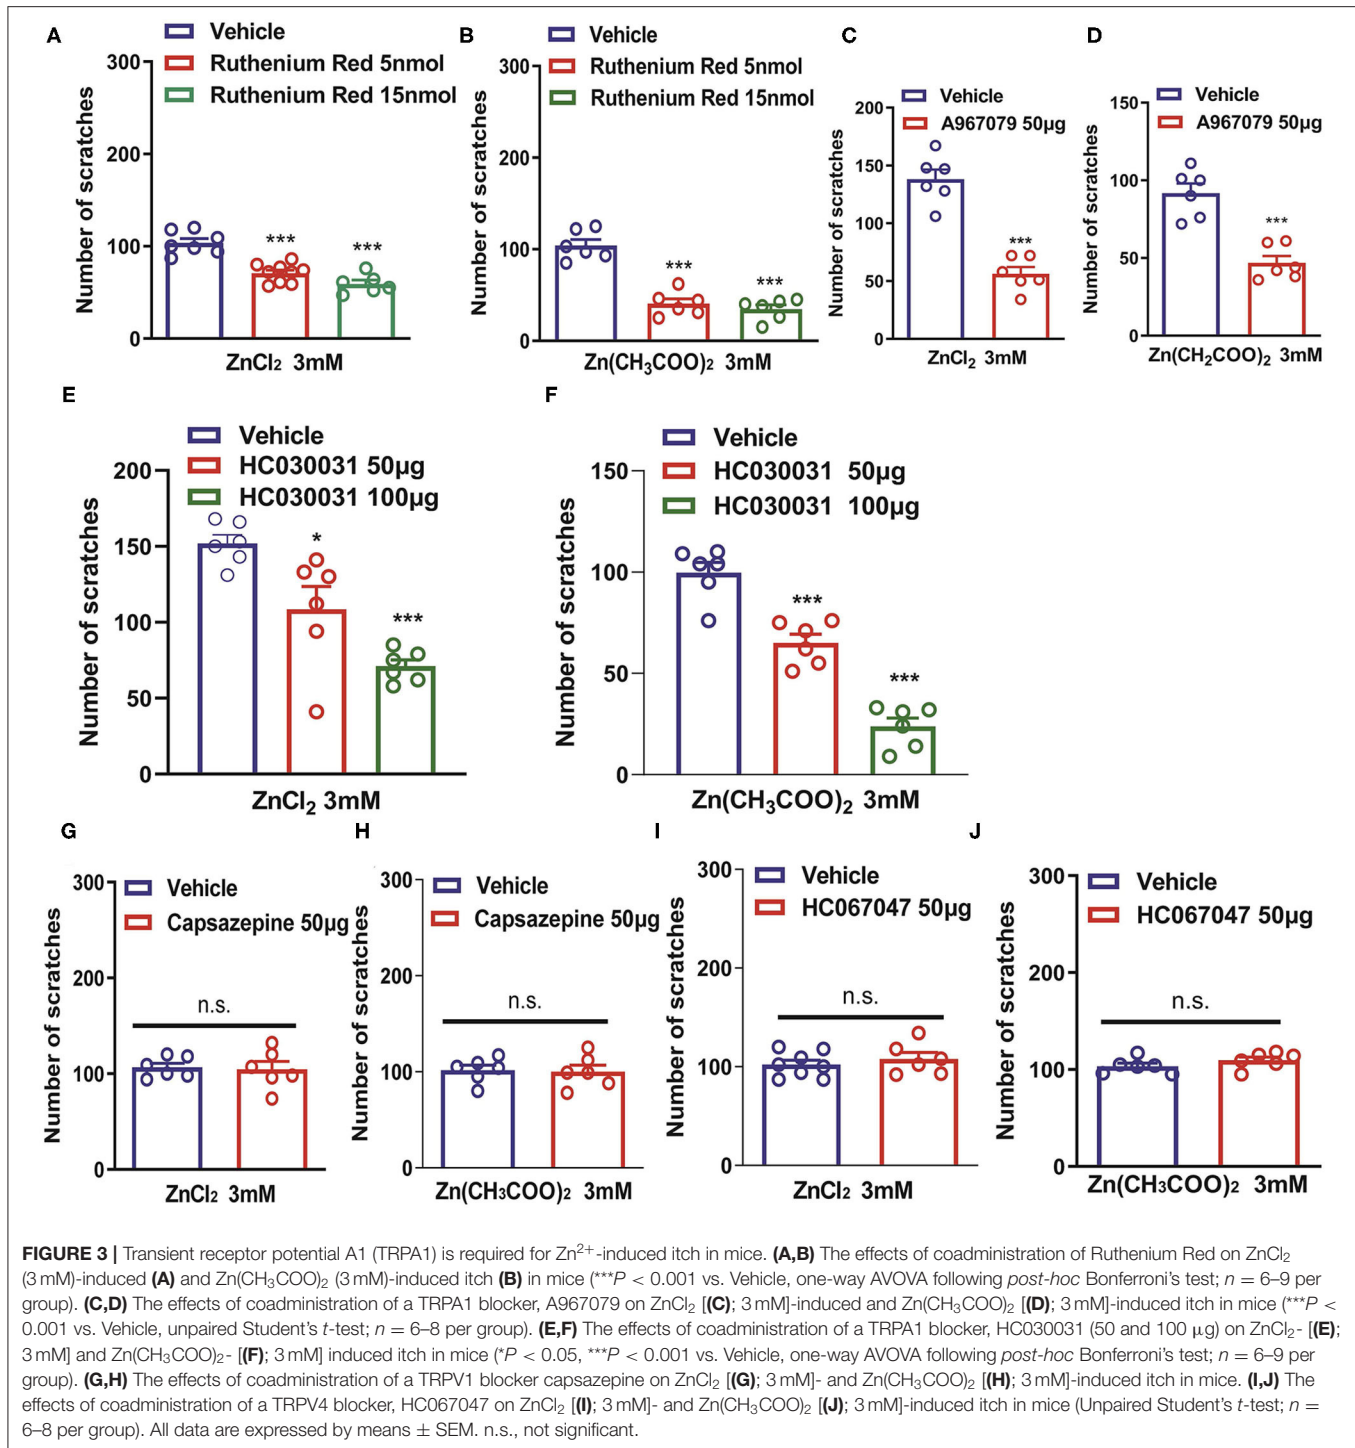 A
Vehicle
Ruthenium Red 5nmol
Ruthenium Red 15nmol
Number of scratches
300
200
100
0
***
***
ZnCl2 3mM
B
Vehicle
Ruthenium Red 5nmol
Ruthenium Red 15nmol
Number of scratches
300
200
100
0
***
***
Zn(CH3COO)2 3mM
C
Vehicle
A967079 50µg
Number of scratches
200
150
100
50
0
***
ZnCl2 3mM
D
Vehicle
A967079 50µg
Number of scratches
150
100
50
0
***
Zn(CH2COO)2 3mM
E
Vehicle
HC030031 50µg
HC030031 100µg
Number of scratches
200
150
100
50
0
*
***
ZnCl2 3mM
F
Vehicle
HC030031 50µg
HC030031 100µg
Number of scratches
150
100
50
0
***
***
Zn(CH3COO)2 3mM
G
Vehicle
Capsazepine 50µg
Number of scratches
300
200
100
0
n.s.
ZnCl2 3mM
H
Vehicle
Capsazepine 50µg
Number of scratches
300
200
100
0
n.s.
Zn(CH3COO)2 3mM
I
Vehicle
HC067047 50µg
Number of scratches
300
200
100
0
n.s.
ZnCl2 3mM
J
Vehicle
HC067047 50µg
Number of scratches
300
200
100
0
n.s.
Zn(CH3COO)2 3mM
FIGURE 3 | Transient receptor potential A1 (TRPA1) is required for Zn2+-induced itch in mice. (A,B) The effects of coadministration of Ruthenium Red on ZnCl2
(3 mM)-induced (A) and Zn(CH3COO)2 (3 mM)-induced itch (B) in mice (***P < 0.001 vs. Vehicle, one-way AVOVA following post-hoc Bonferroni's test; n = 6–9 per
group). (C,D) The effects of coadministration of a TRPA1 blocker, A967079 on ZnCl2 [(C); 3 mM]-induced and Zn(CH3COO)2 [(D); 3 mM]-induced itch in mice (***P <
0.001 vs. Vehicle, unpaired Student's t-test; n = 6–8 per group). (E,F) The effects of coadministration of a TRPA1 blocker, HC030031 (50 and 100 µg) on ZnCl2- [(E);
3 mM] and Zn(CH3COO)2- [(F); 3 mM] induced itch in mice (*P < 0.05, ***P < 0.001 vs. Vehicle, one-way AVOVA following post-hoc Bonferroni's test; n = 6–9 per
group). (G,H) The effects of coadministration of a TRPV1 blocker capsazepine on ZnCl2 [(G); 3 mM]- and Zn(CH3COO)2 [(H); 3 mM]-induced itch in mice. (I,J) The
effects of coadministration of a TRPV4 blocker, HC067047 on ZnCl2 [(I); 3 mM]- and Zn(CH3COO)2 [(J); 3 mM]-induced itch in mice (Unpaired Student's t-test; n =
6–8 per group). All data are expressed by means ± SEM. n.s., not significant.